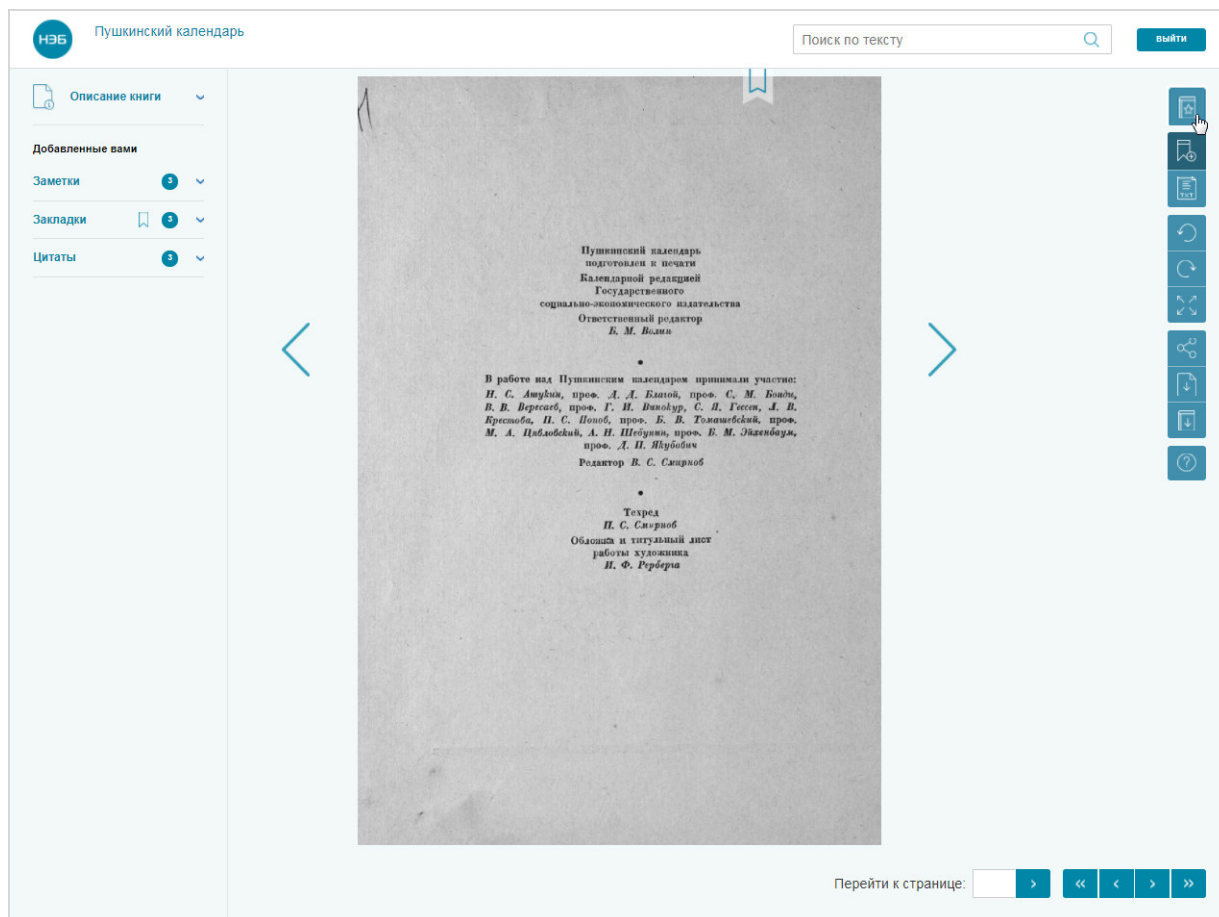 НЭБ
Пушкинский календарь
Поиск по тексту
ВЫЙТИ
Описание книги
Добавленные вами
Заметки 3
Закладки 3
Цитаты 3
Пушкинский календарь
подготовлен к печати
Календарной редакцией
Государственного
социально-экономического издательства
Ответственный редактор
Б. М. Волин
В работе над Пушкинским календарем принимали участие:
Н. С. Ашукин, проф. Д. Д. Благой, проф. С. М. Бонди,
В. В. Вересаев, проф. Г. И. Винокур, С. Я. Гессен, Л. В.
Крестова, П. С. Попов, проф. Б. В. Томашевский, проф.
М. А. Цявловский, А. Н. Шебунин, проф. Б. М. Эйхенбаум,
проф. Д. П. Якубович
Редактор В. С. Смирнов
Техред
П. С. Смирнов
Обложка и титульный лист
работы художника
И. Ф. Рерберга
TXT
Перейти к странице: